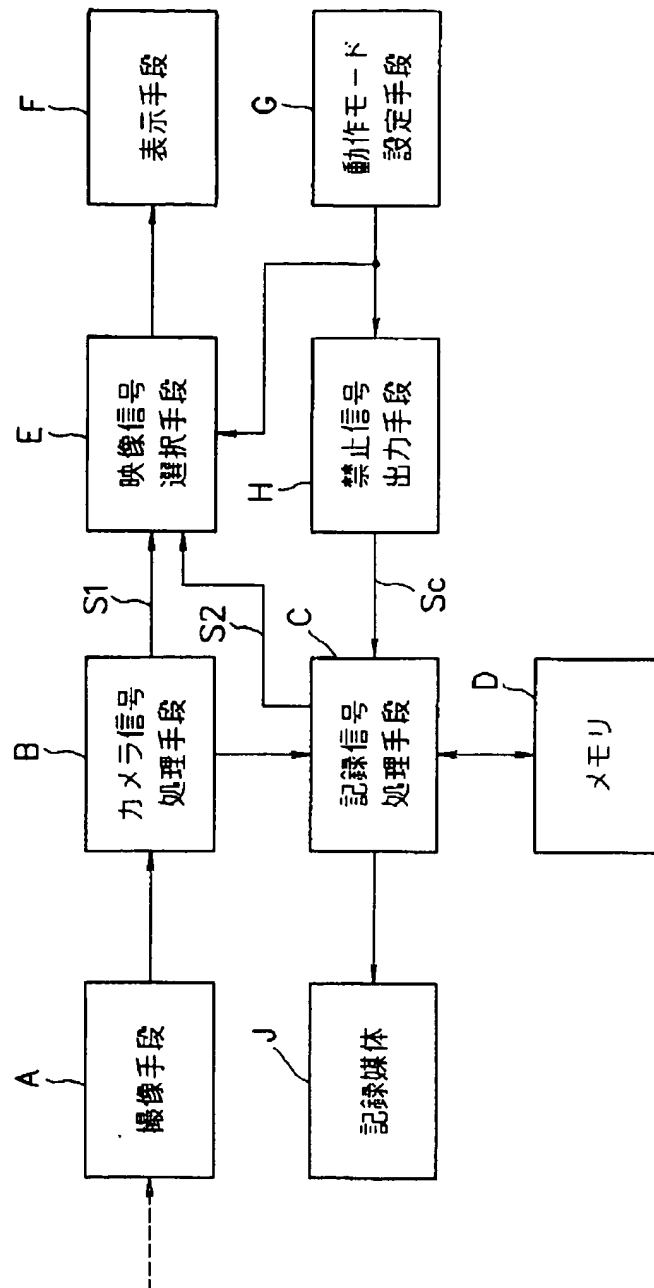 A
撮像手段
B
カメラ信号
処理手段
S1
E
映像信号
選択手段
F
表示手段
S2
J
記録媒体
C
記録信号
処理手段
Sc
H
禁止信号
出力手段
G
動作モード
設定手段
D
メモリ